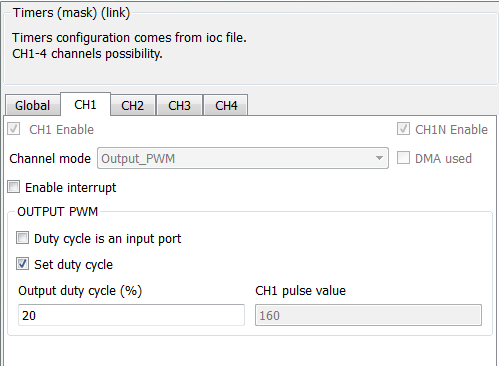 Timers (mask) (link)
Timers configuration comes from ioc file.
CH1-4 channels possibility.
Global CH1 CH2 CH3 CH4
CH1 Enable CH1N Enable
Channel mode Output_PWM DMA used
Enable interrupt
OUTPUT PWM
Duty cycle is an input port
Set duty cycle
Output duty cycle (%) CH1 pulse value
20 160